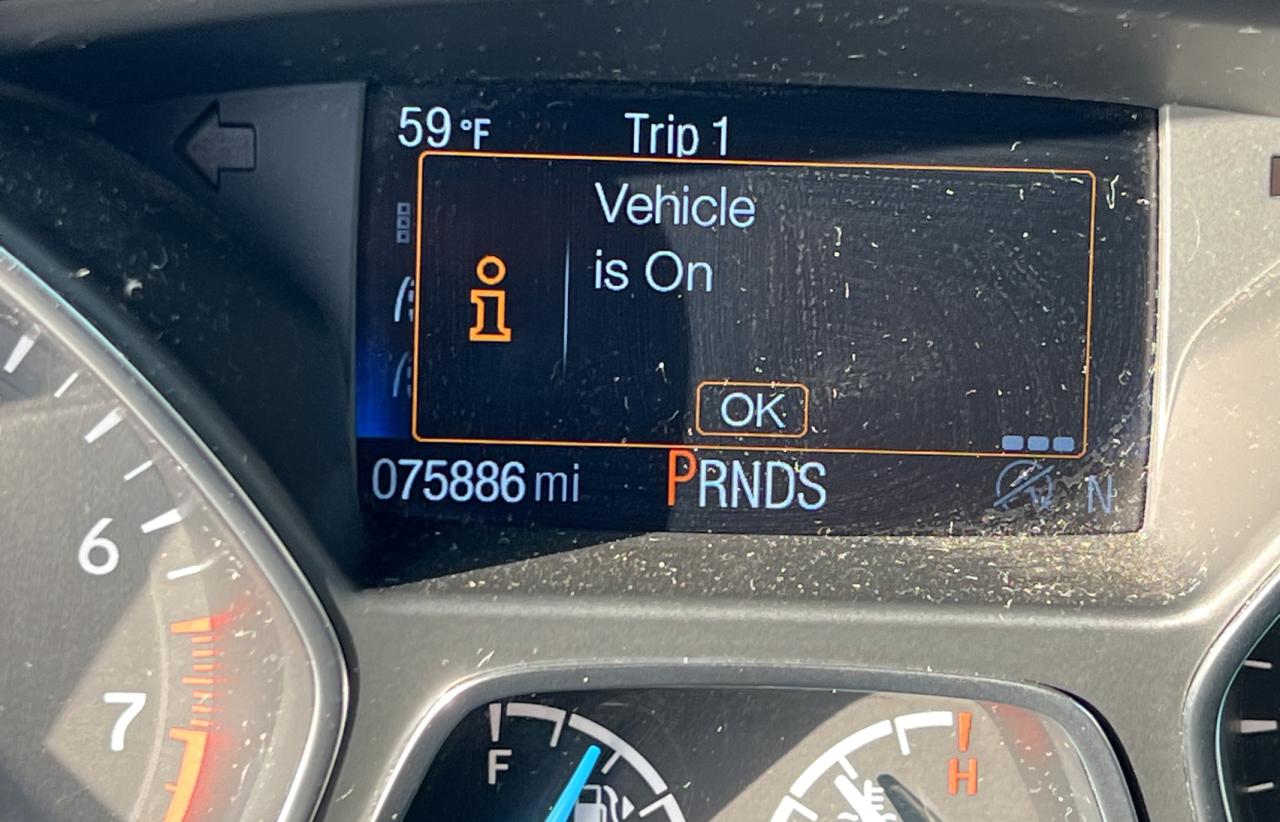 59 °F Trip 1
Vehicle
is On
OK
075886 mi PRNDS N
6
7
F
H